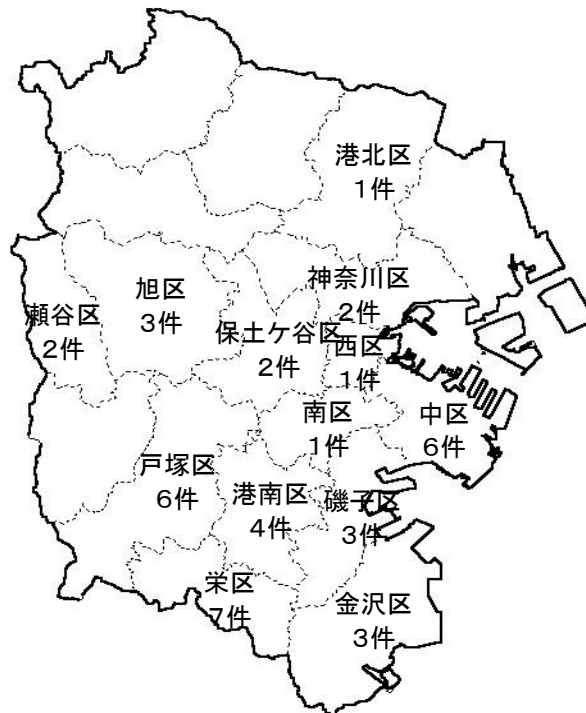 港北区
1件
神奈川区
2件
旭区
3件
瀬谷区
2件
保土ケ谷区
2件
西区
1件
南区
1件
中区
6件
戸塚区
6件
港南区
4件
磯子区
3件
栄区
7件
金沢区
3件